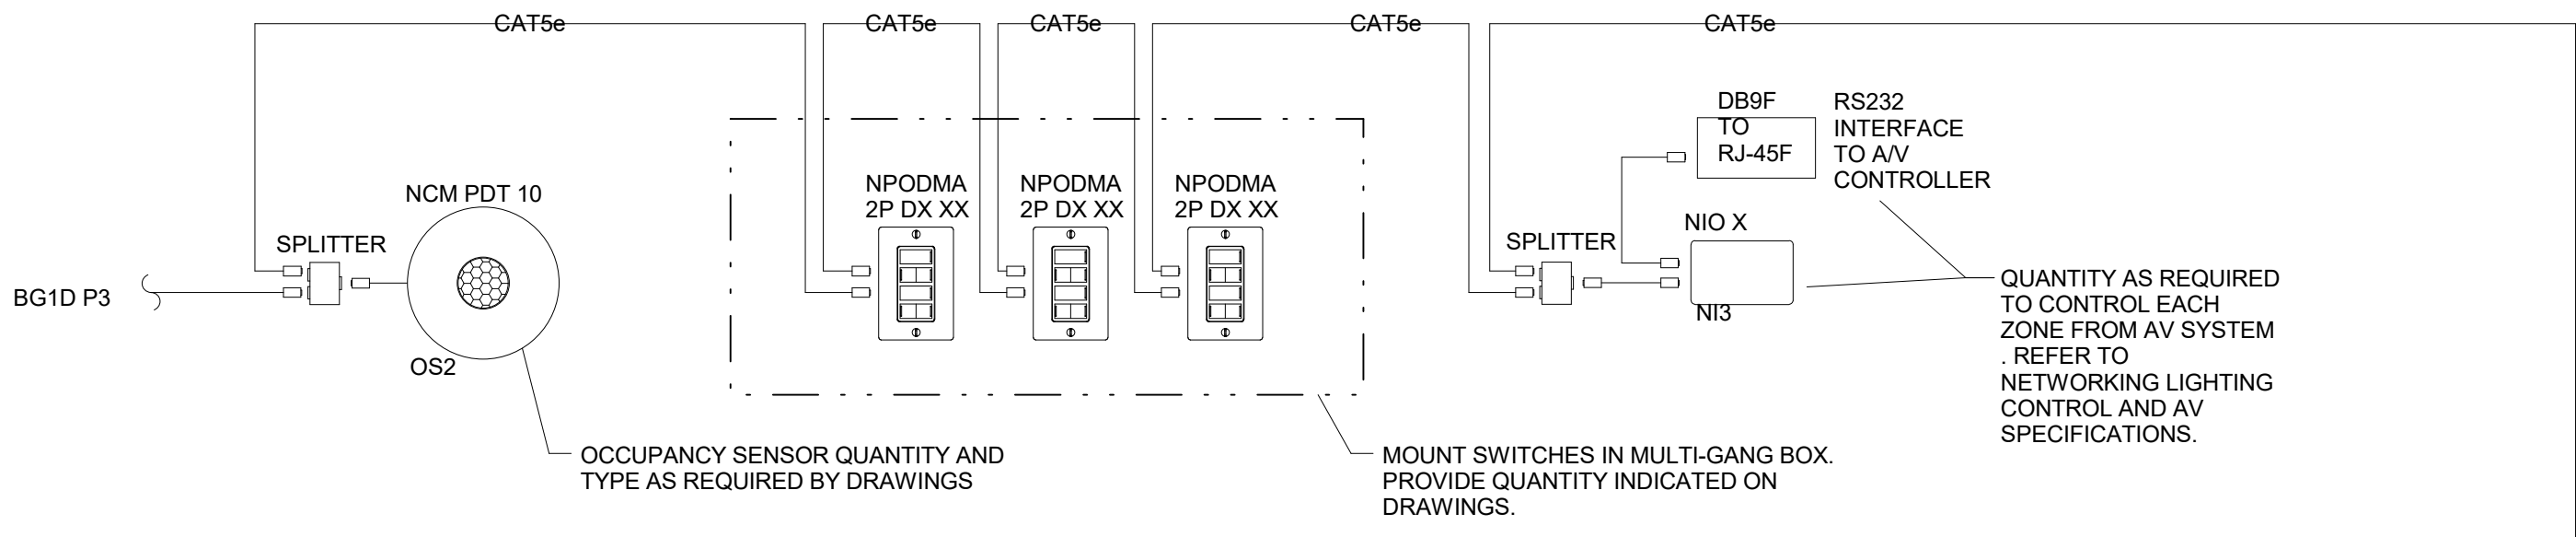 CAT5e
CAT5e
CAT5e
CAT5e
CAT5e
BG1D P3
SPLITTER
NCM PDT 10
OS2
OCCUPANCY SENSOR QUANTITY AND
TYPE AS REQUIRED BY DRAWINGS
NPODMA
2P DX XX
NPODMA
2P DX XX
NPODMA
2P DX XX
MOUNT SWITCHES IN MULTI-GANG BOX.
PROVIDE QUANTITY INDICATED ON
DRAWINGS.
SPLITTER
DB9F
TO
RJ-45F
RS232
INTERFACE
TO A/V
CONTROLLER
NIO X
NI3
QUANTITY AS REQUIRED
TO CONTROL EACH
ZONE FROM AV SYSTEM
. REFER TO
NETWORKING LIGHTING
CONTROL AND AV
SPECIFICATIONS.